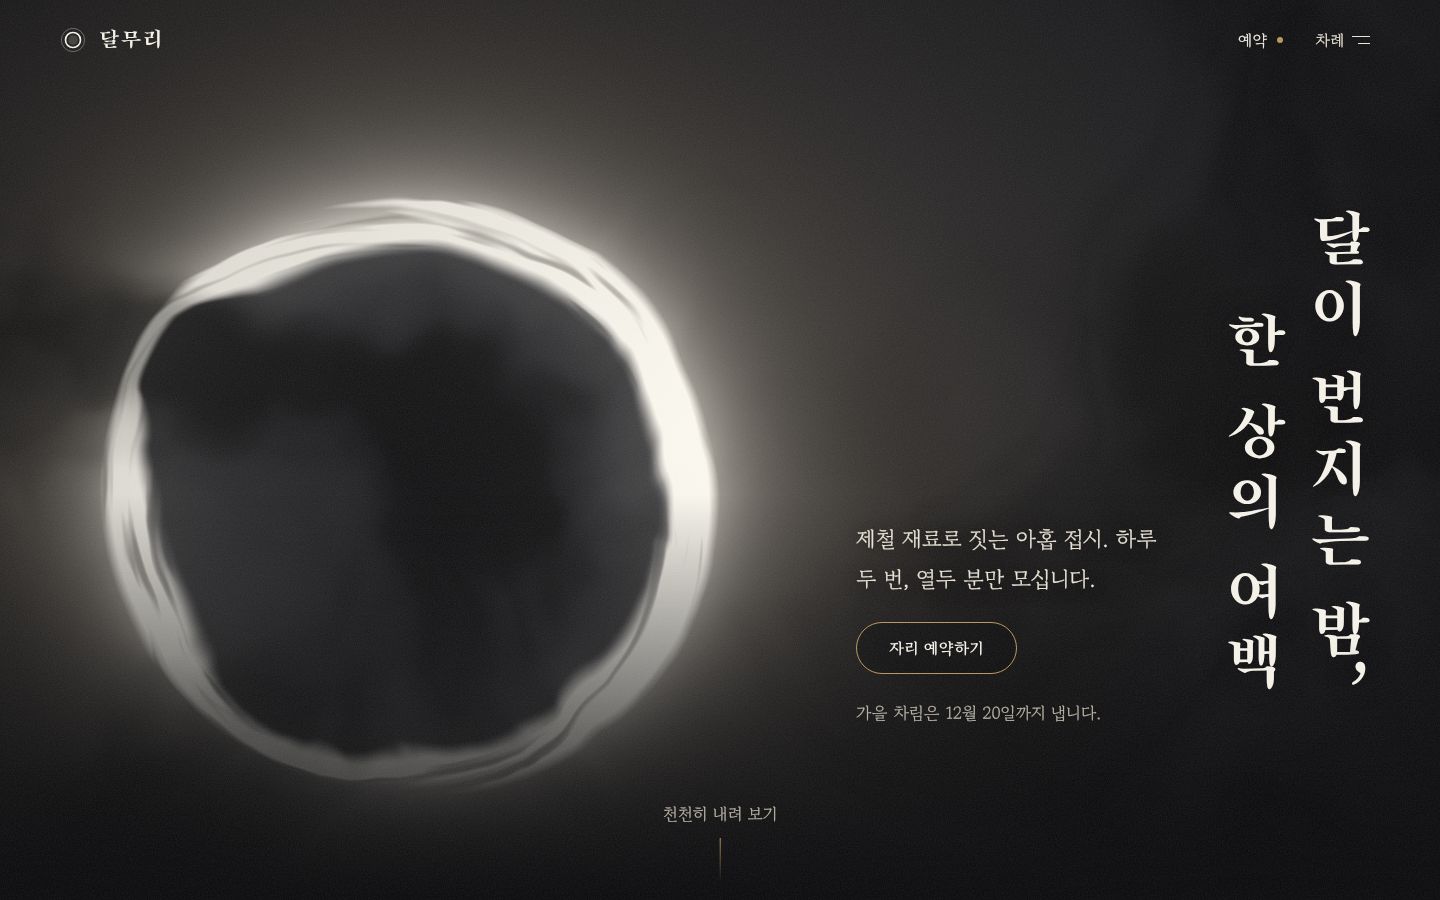 달무리
예약
차례
달이 번지는 밤,
한 상의 여백
제철 재료로 짓는 아홉 접시. 하루
두 번, 열두 분만 모십니다.
자리 예약하기
가을 차림은 12월 20일까지 냅니다.
천천히 내려 보기